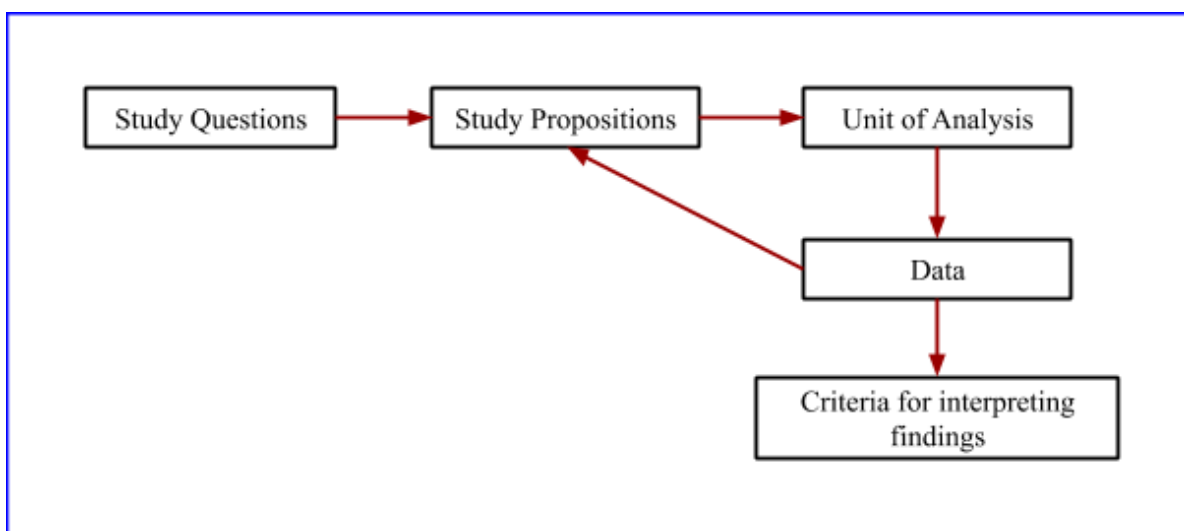 Study Questions
Study Propositions
Unit of Analysis
Data
Criteria for interpreting
findings